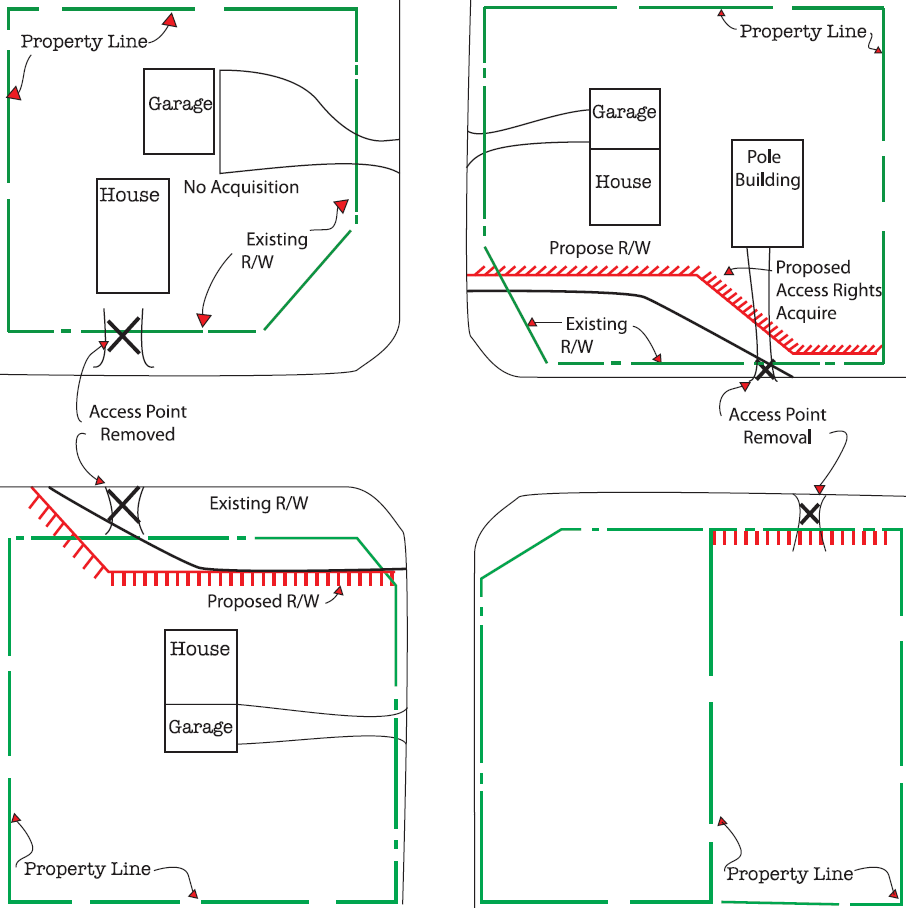 Property Line
Garage
House
No Acquisition
Existing
R/W
Property Line
Garage
House
Pole
Building
Propose R/W
Proposed
Access Rights
Acquire
Existing
R/W
Access Point
Removed
Access Point
Removal
Existing R/W
Proposed R/W
House
Garage
Property Line
Property Line